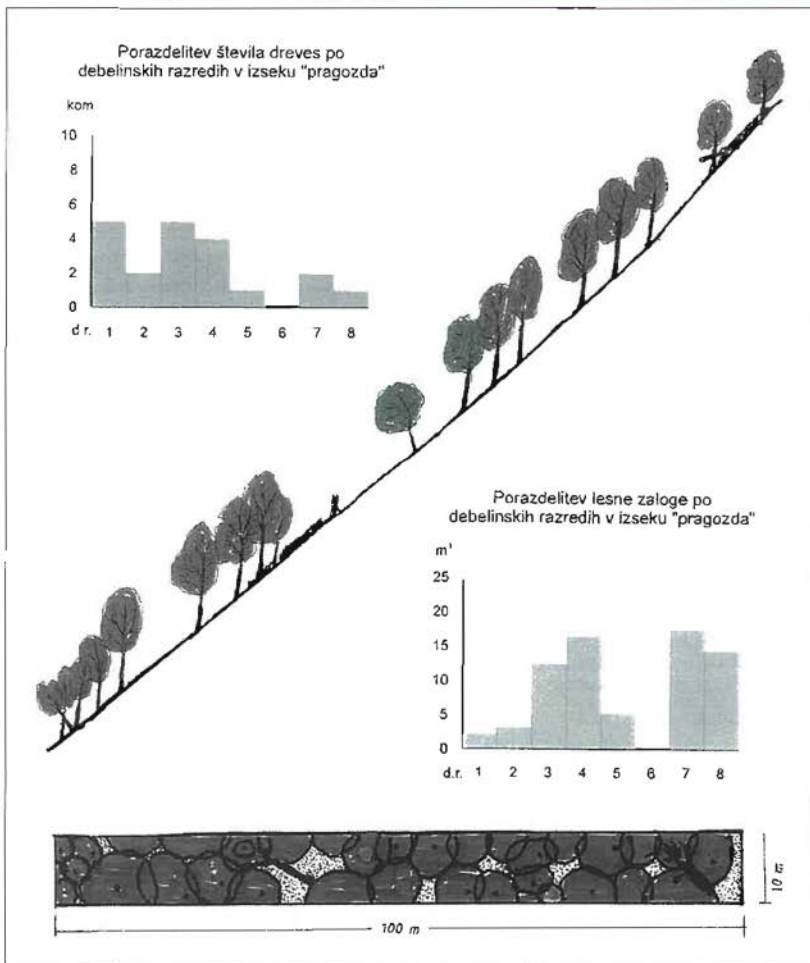 Porazdelitev števila dreves po
debelinskih razredih v izseku "pragozda"
kom
10
8
6
4
2
0
d.r. 1 2 3 4 5 6 7 8
Porazdelitev lesne zaloge po
debelinskih razredih v izseku "pragozda"
m³
25
20
15
10
5
0
d.r. 1 2 3 4 5 6 7 8
10 m
100 m